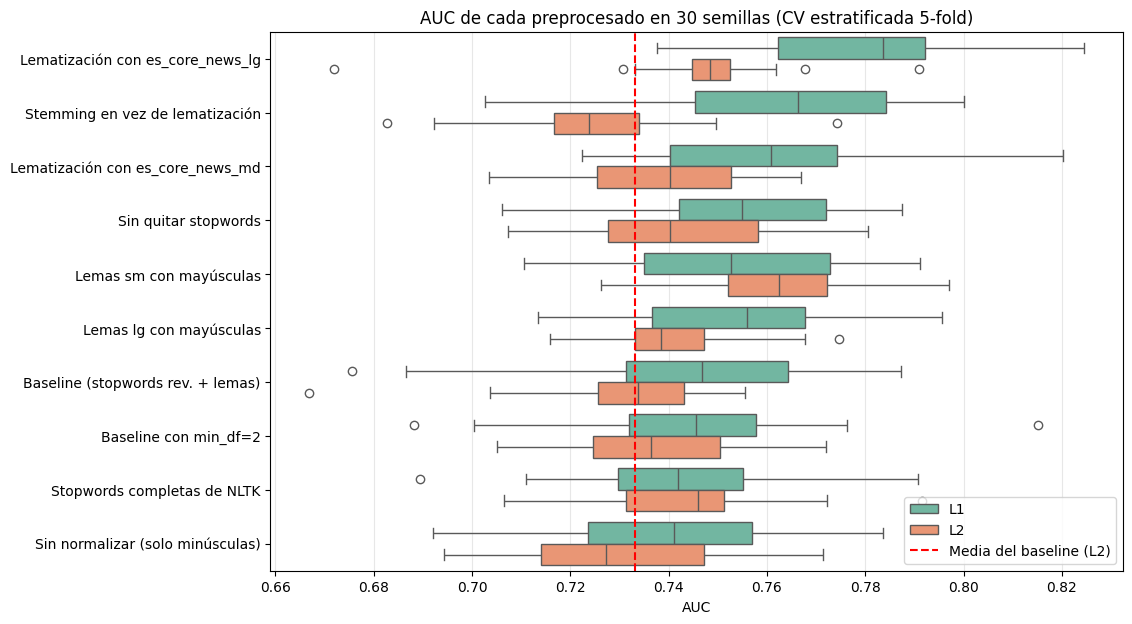 AUC de cada preprocesado en 30 semillas (CV estratificada 5-fold)
Lematización con es_core_news_lg
Stemming en vez de lematización
Lematización con es_core_news_md
Sin quitar stopwords
Lemas sm con mayúsculas
Lemas lg con mayúsculas
Baseline (stopwords rev. + lemas)
Baseline con min_df=2
Stopwords completas de NLTK
Sin normalizar (solo minúsculas)
L1
L2
Media del baseline (L2)
0.66 0.68 0.70 0.72 0.74 0.76 0.78 0.80 0.82
AUC